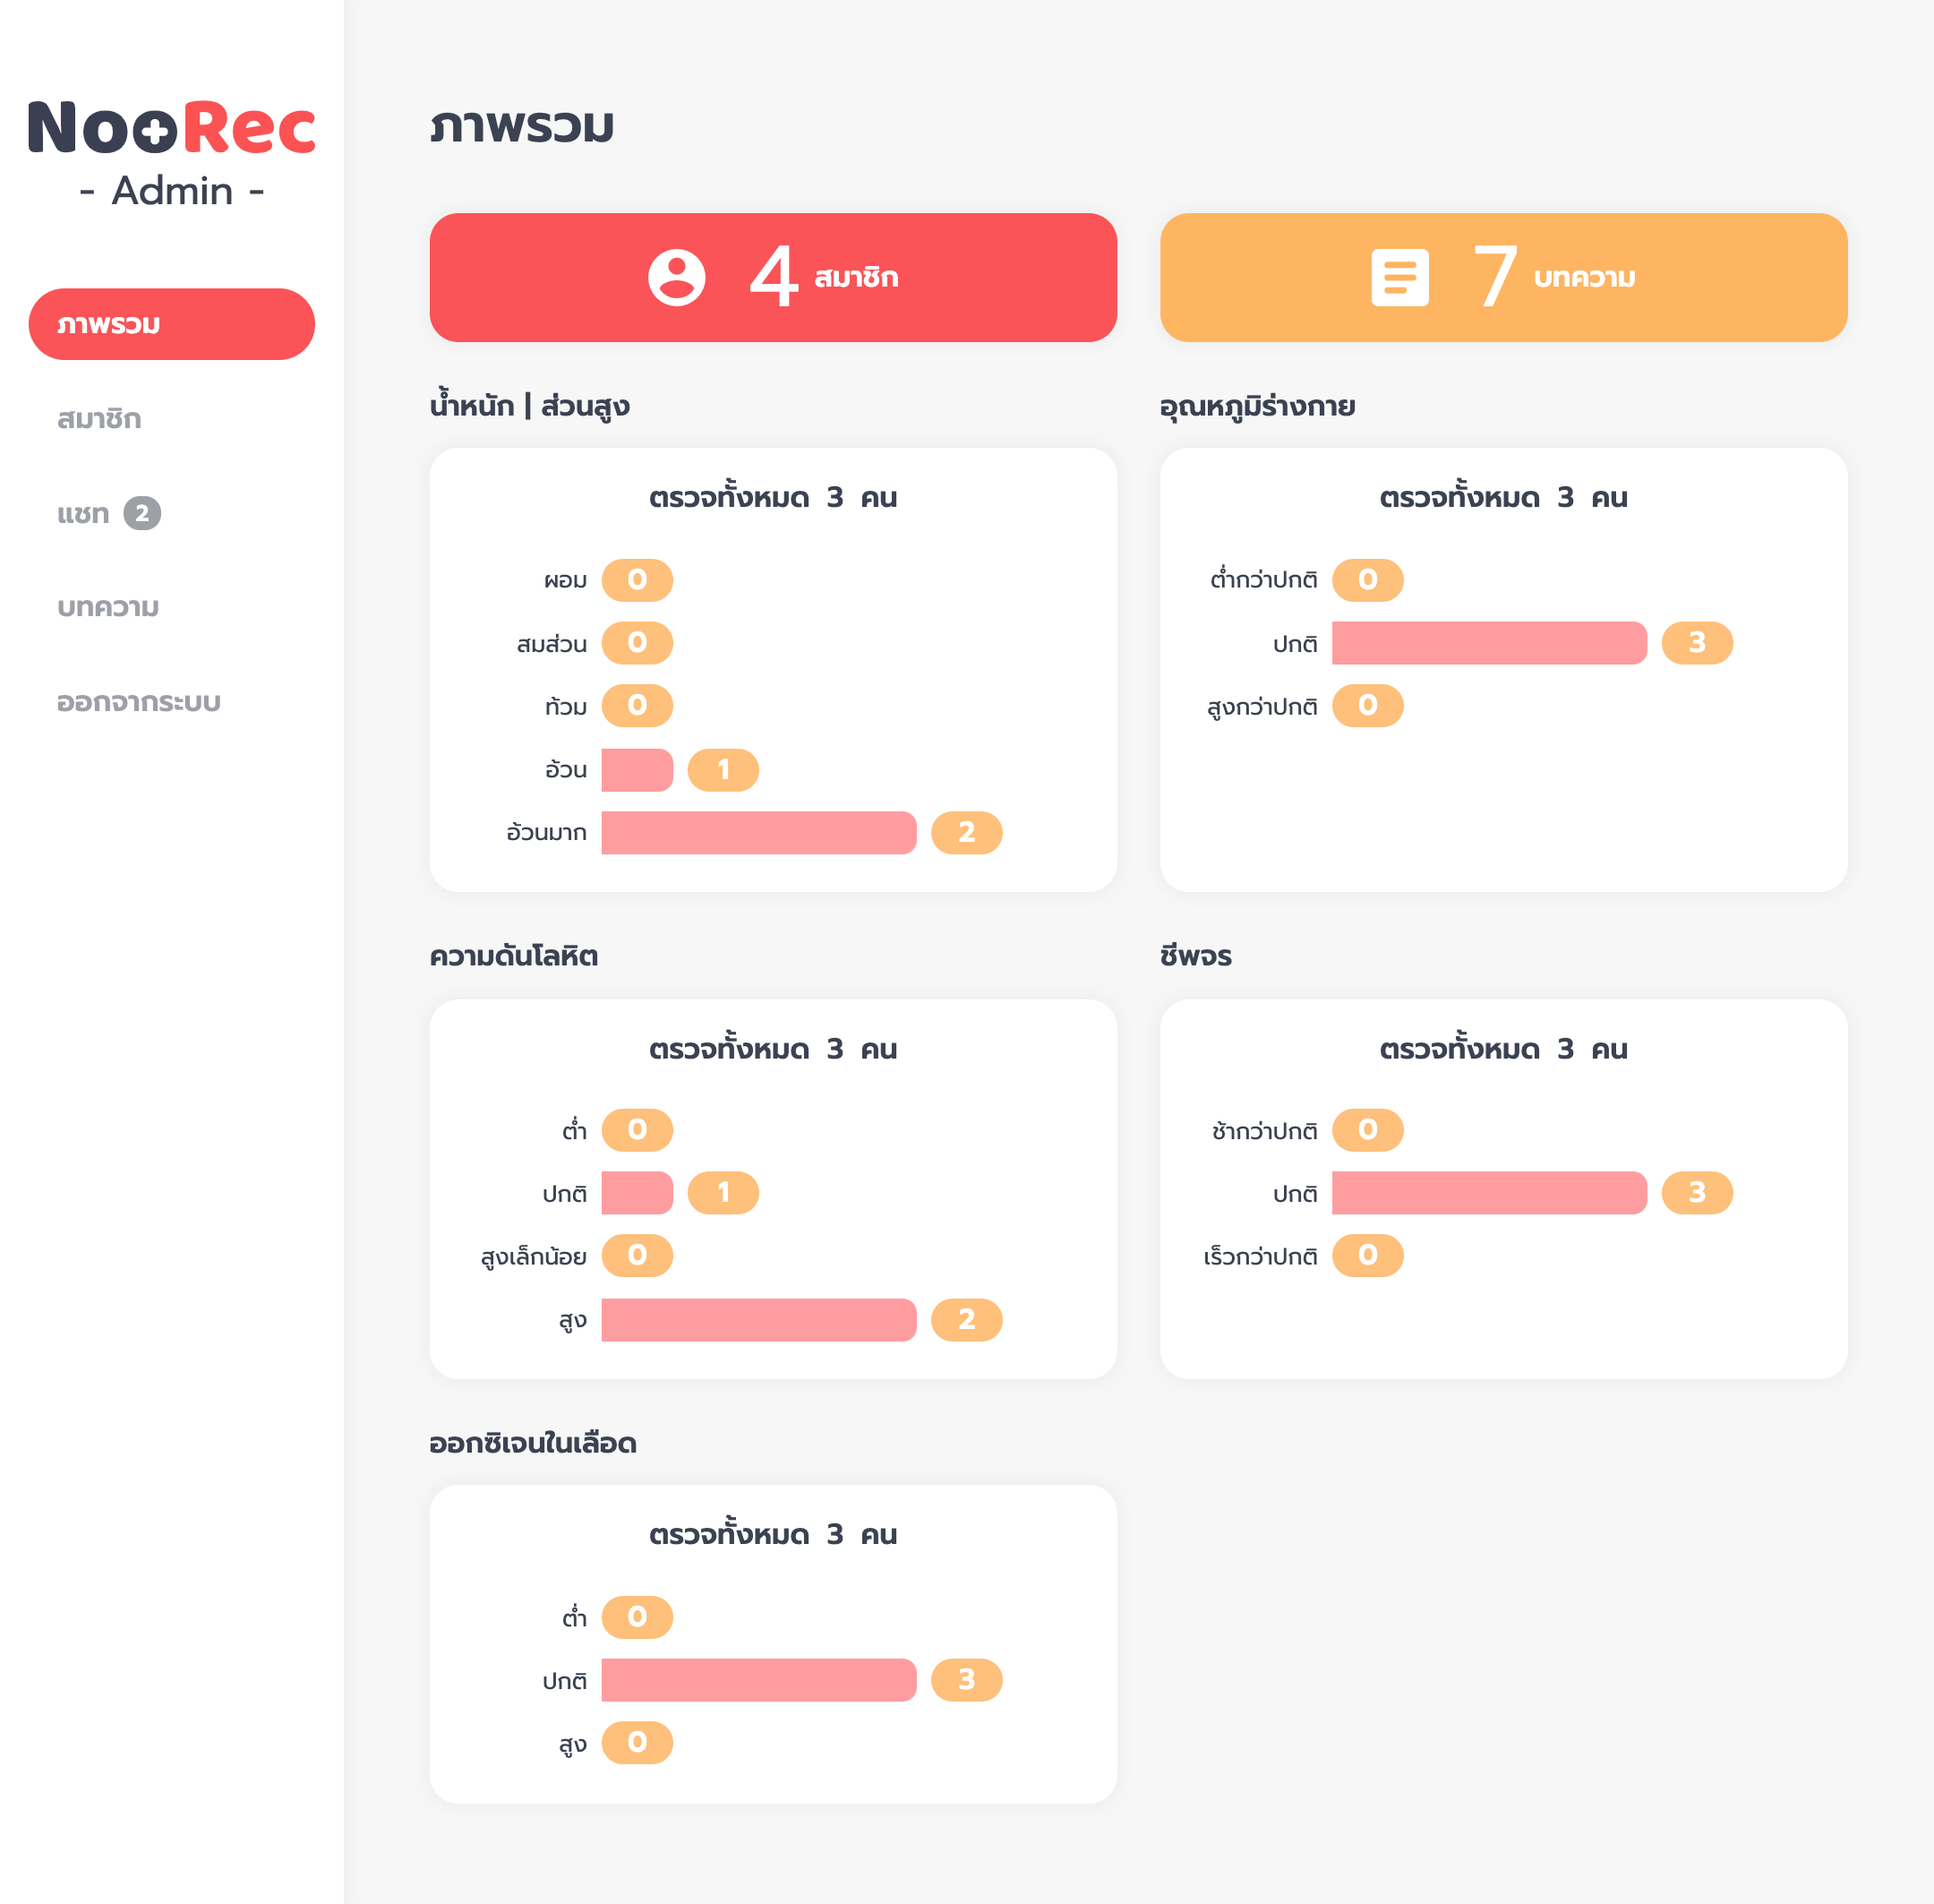 NooRec
- Admin -
ภาพรวม
สมาชิก
แชท 2
บทความ
ออกจากระบบ
ภาพรวม
4 สมาชิก
7 บทความ
น้ำหนัก | ส่วนสูง
ตรวจทั้งหมด 3 คน
ผอม 0
สมส่วน 0
ท้วม 0
อ้วน 1
อ้วนมาก 2
อุณหภูมิร่างกาย
ตรวจทั้งหมด 3 คน
ต่ำกว่าปกติ 0
ปกติ 3
สูงกว่าปกติ 0
ความดันโลหิต
ตรวจทั้งหมด 3 คน
ต่ำ 0
ปกติ 1
สูงเล็กน้อย 0
สูง 2
ชีพจร
ตรวจทั้งหมด 3 คน
ช้ากว่าปกติ 0
ปกติ 3
เร็วกว่าปกติ 0
ออกซิเจนในเลือด
ตรวจทั้งหมด 3 คน
ต่ำ 0
ปกติ 3
สูง 0